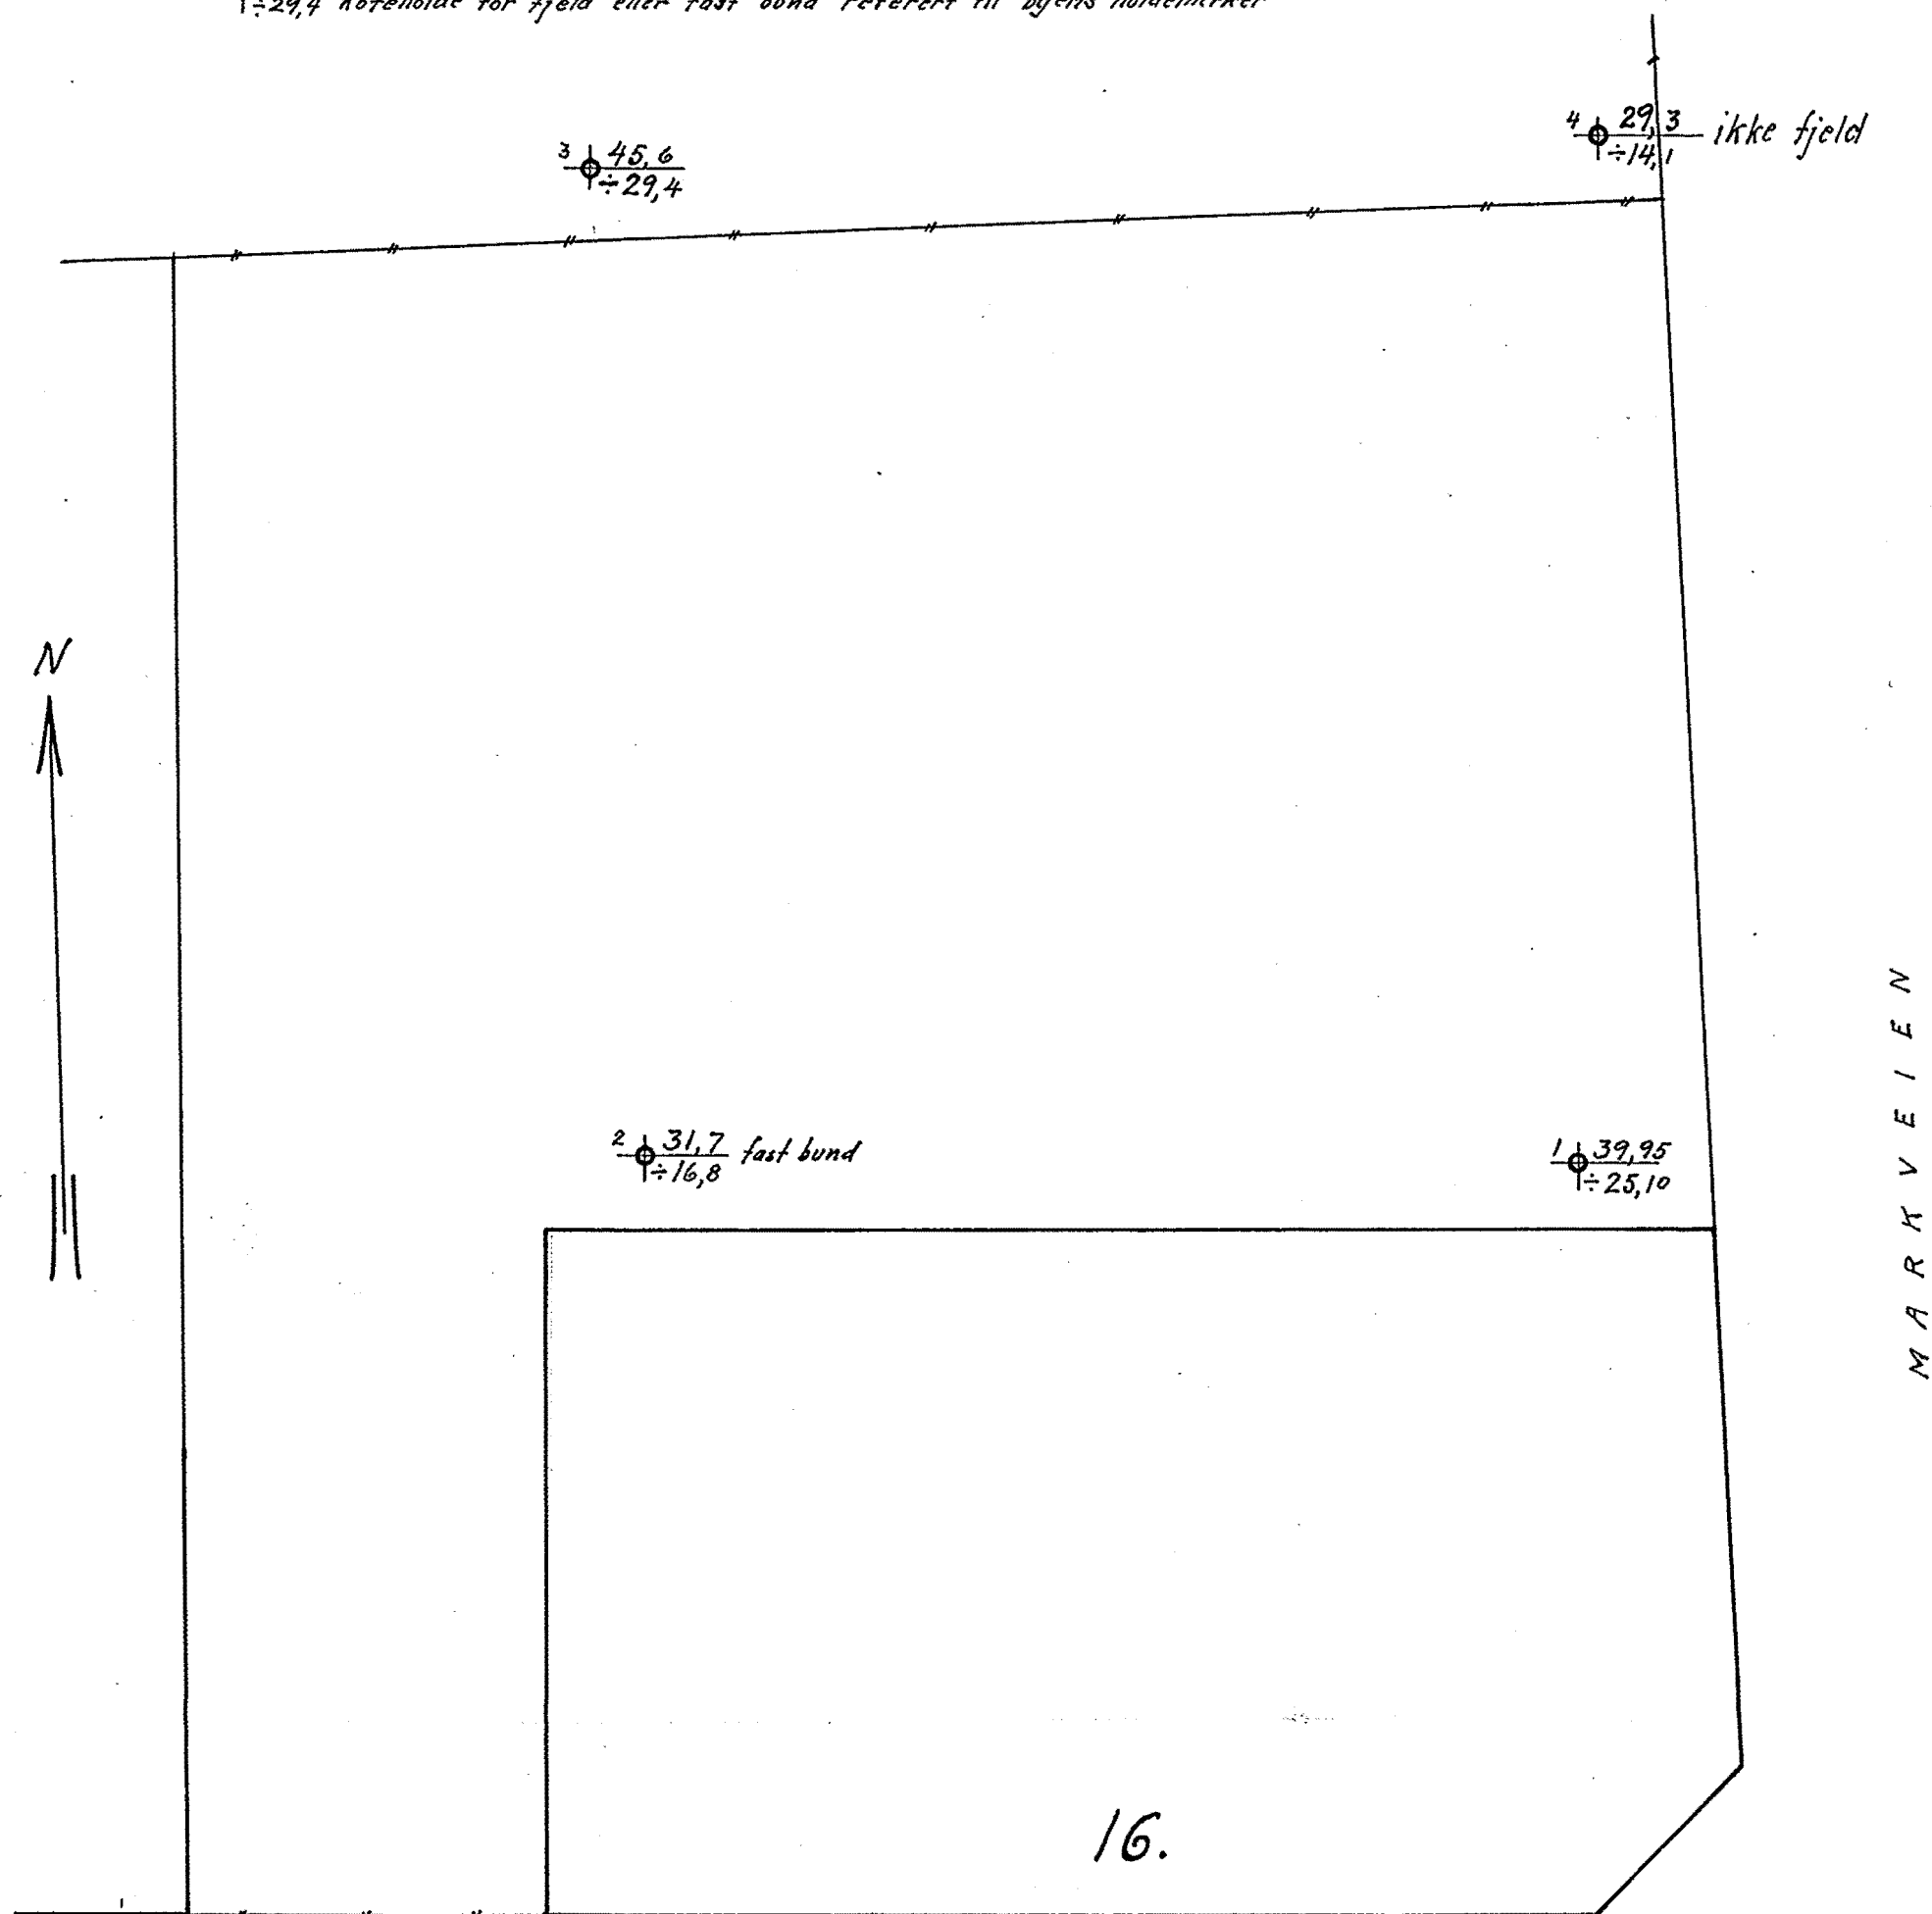 ÷29,4 kotehøide for fjeld eller fast bund referert til byens høidemerker
4 29,3 ikke fjeld
÷14,1
3 45,6
÷29,4
N
2 31,7 fast bund
÷16,8
1 39,95
÷25,10
MARKVEIEN
16.